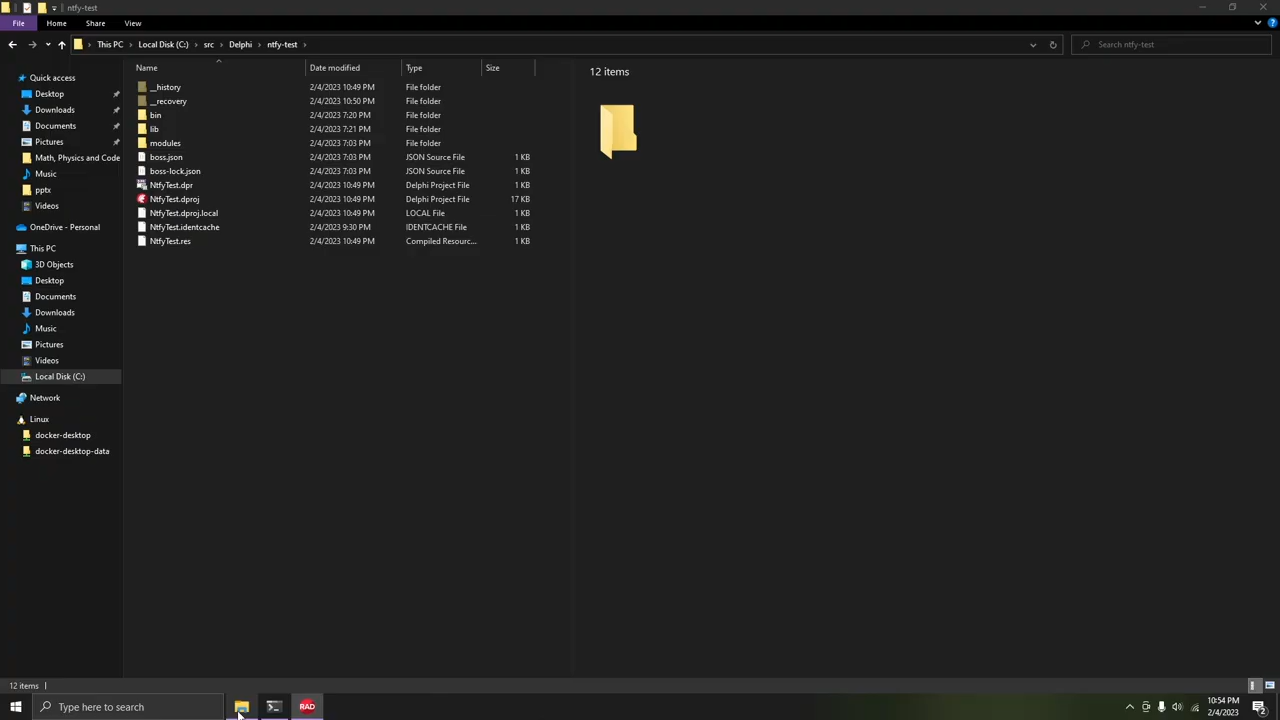 ntfy-test
File Home Share View
This PC Local Disk (C:) src Delphi ntfy-test Search ntfy-test
Name Date modified Type Size
Quick access
Desktop
Downloads
Documents
Pictures
Math, Physics and Code
Music
pptx
Videos
OneDrive - Personal
This PC
3D Objects
Desktop
Documents
Downloads
Music
Pictures
Videos
Local Disk (C:)
Network
Linux
docker-desktop
docker-desktop-data
__history 2/4/2023 10:49 PM File folder
__recovery 2/4/2023 10:50 PM File folder
bin 2/4/2023 7:20 PM File folder
lib 2/4/2023 7:21 PM File folder
modules 2/4/2023 7:03 PM File folder
boss.json 2/4/2023 7:03 PM JSON Source File 1 KB
boss-lock.json 2/4/2023 7:03 PM JSON Source File 1 KB
NtfyTest.dpr 2/4/2023 10:49 PM Delphi Project File 1 KB
NtfyTest.dproj 2/4/2023 10:49 PM Delphi Project File 17 KB
NtfyTest.dproj.local 2/4/2023 10:49 PM LOCAL File 1 KB
NtfyTest.identcache 2/4/2023 9:30 PM IDENTCACHE File 1 KB
NtfyTest.res 2/4/2023 10:49 PM Compiled Resourc... 1 KB
12 items
12 items
Type here to search
RAD
10:54 PM
2/4/2023
2